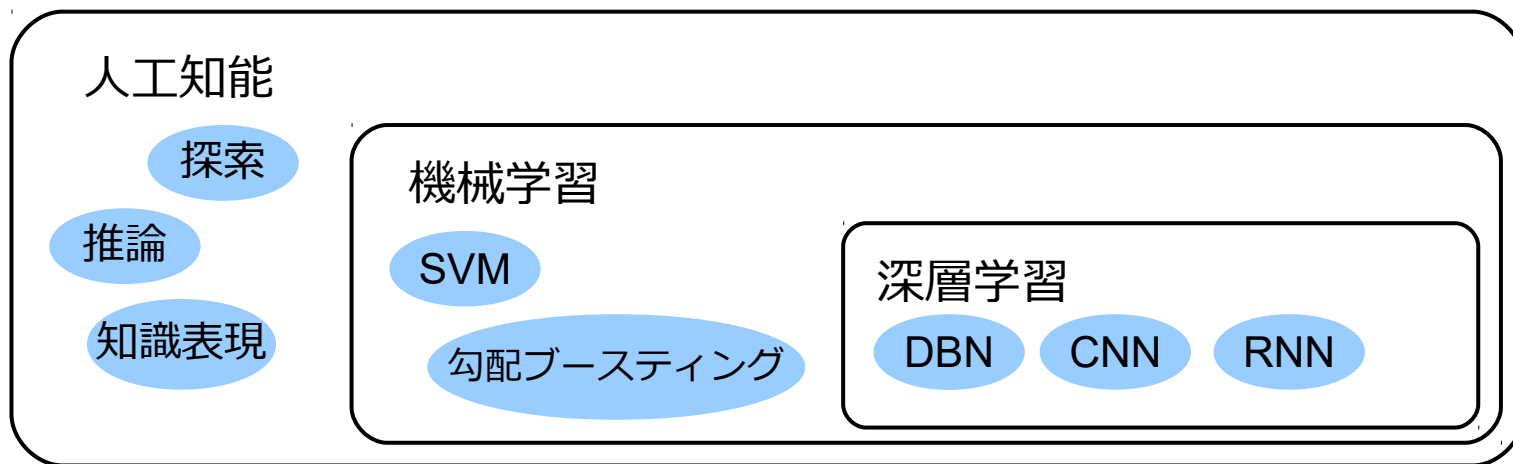 人工知能
探索
推論
知識表現
機械学習
SVM
勾配ブースティング
深層学習
DBN
CNN
RNN